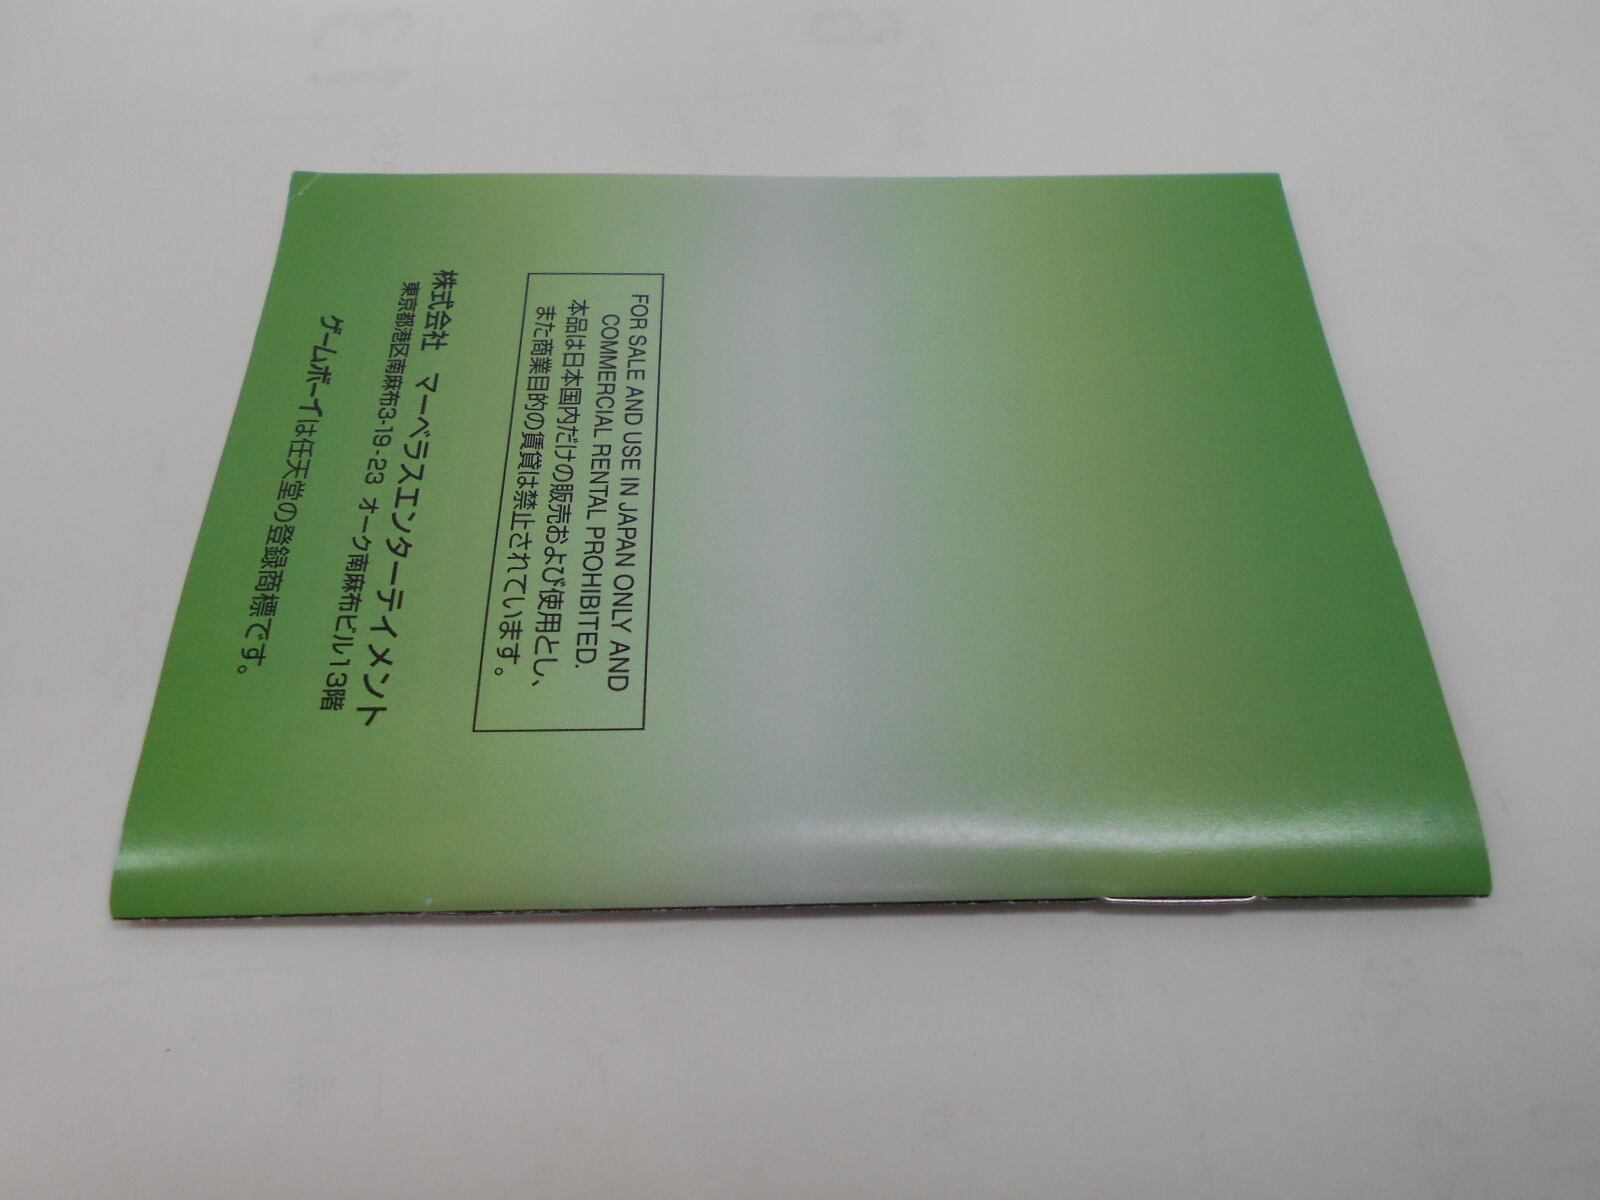 FOR SALE AND USE IN JAPAN ONLY AND
COMMERCIAL RENTAL PROHIBITED.
本品は日本国内だけの販売および使用とし、
また商業目的の賃貸は禁止されています。
株式会社 マーベラスエンターテイメント
東京都港区南麻布3-19-23 オーク南麻布ビル13階
ゲームボーイは任天堂の登録商標です。